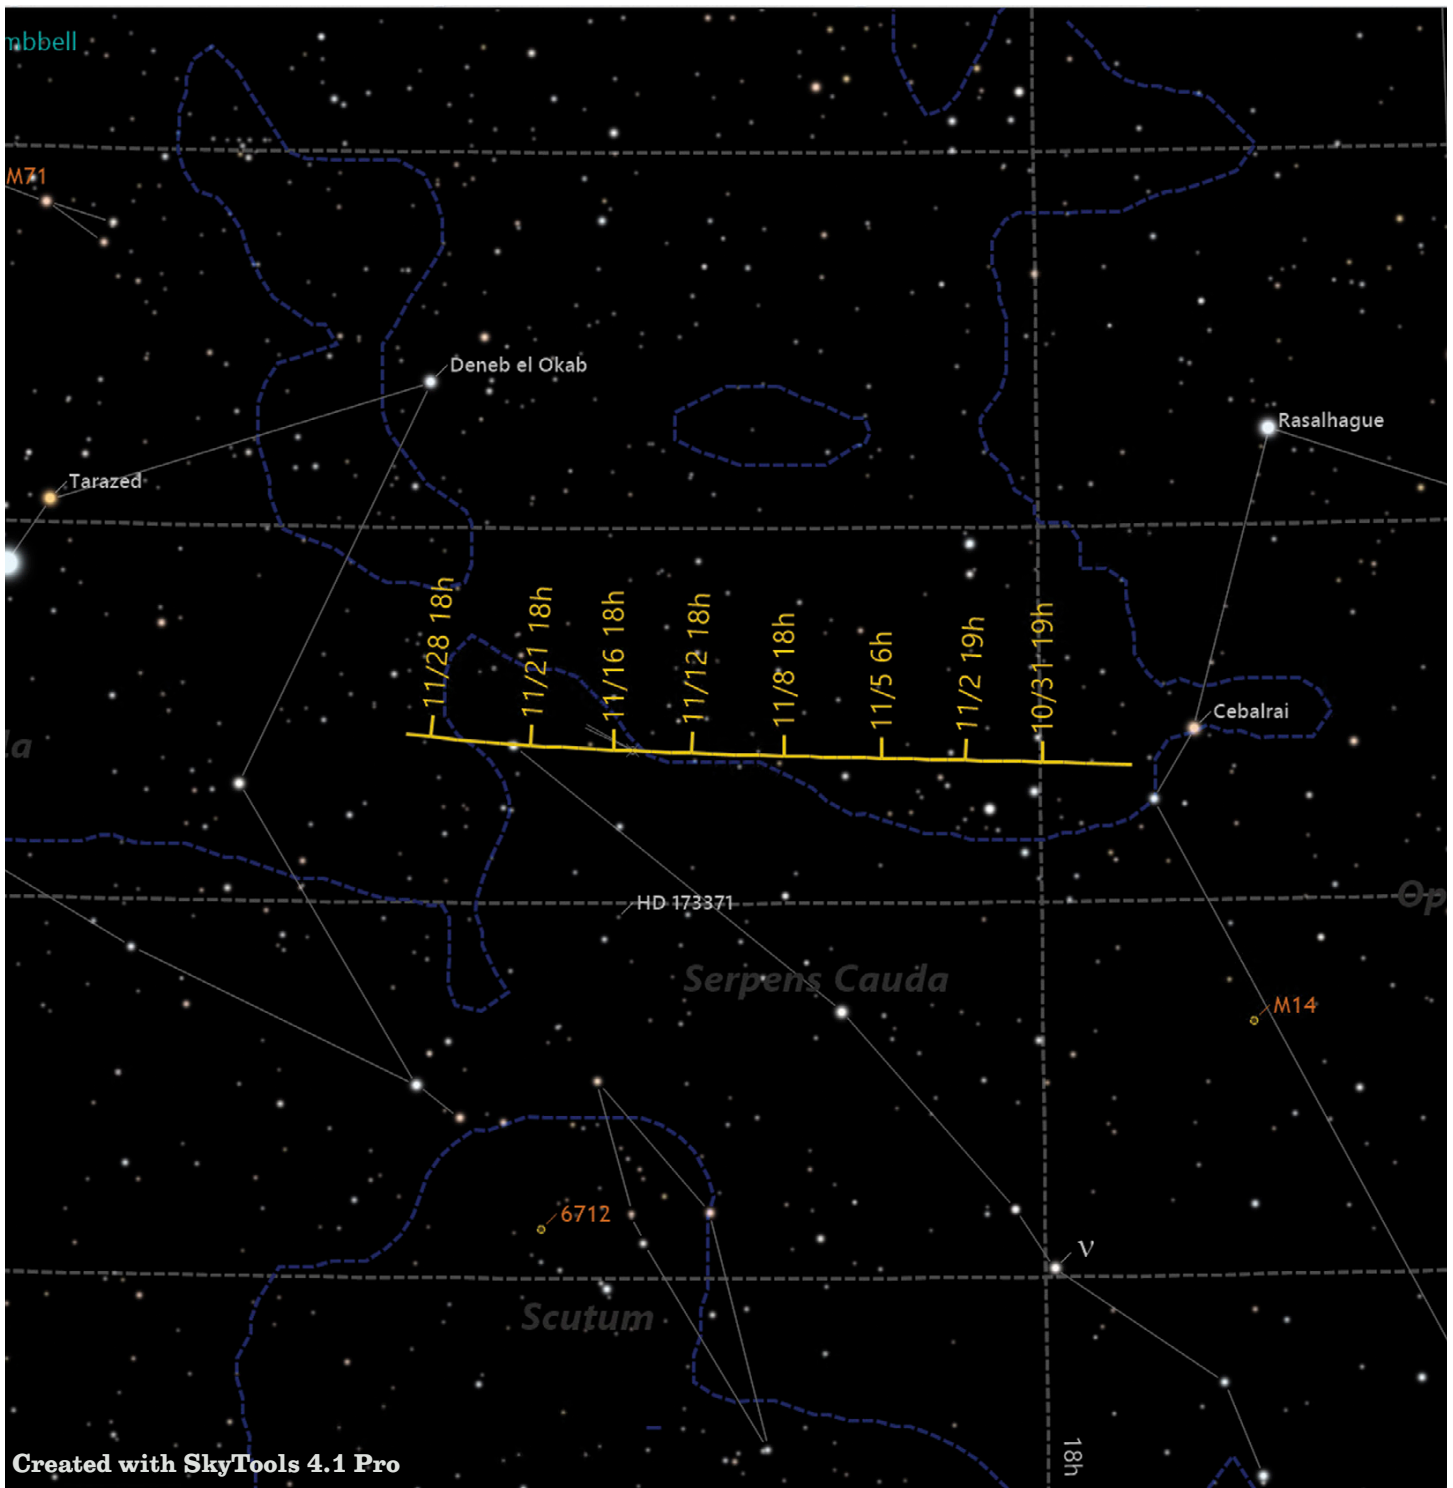 mbbell
M71
Deneb el Okab
Rasalhague
Tarazed
11/28 18h
11/21 18h
11/16 18h
11/12 18h
11/8 18h
11/5 6h
11/2 19h
10/31 19h
Cebalrai
la
HD 173371
Op
Serpens Cauda
M14
6712
ν
Scutum
18h
Created with SkyTools 4.1 Pro